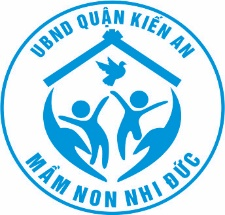 UBND QUẬN KIẾN AN
MẦM NON NHI ĐỨC